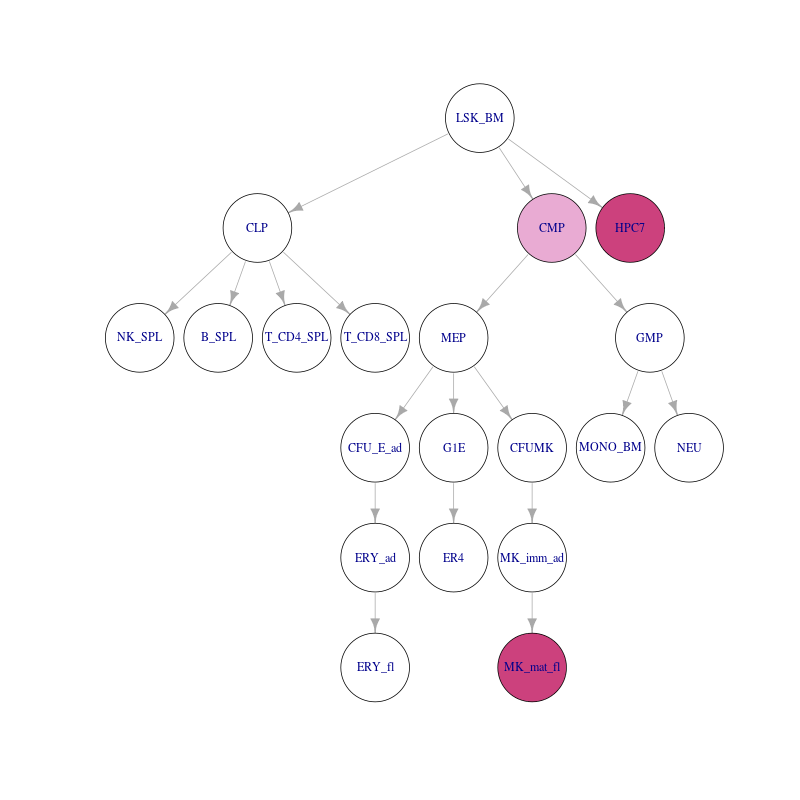 LSK_BM
CLP
CMP
HPC7
NK_SPL
B_SPL
T_CD4_SPL
T_CD8_SPL
MEP
GMP
CFU_E_ad
G1E
CFUMK
MONO_BM
NEU
ERY_ad
ER4
MK_imm_ad
ERY_fl
MK_mat_fl